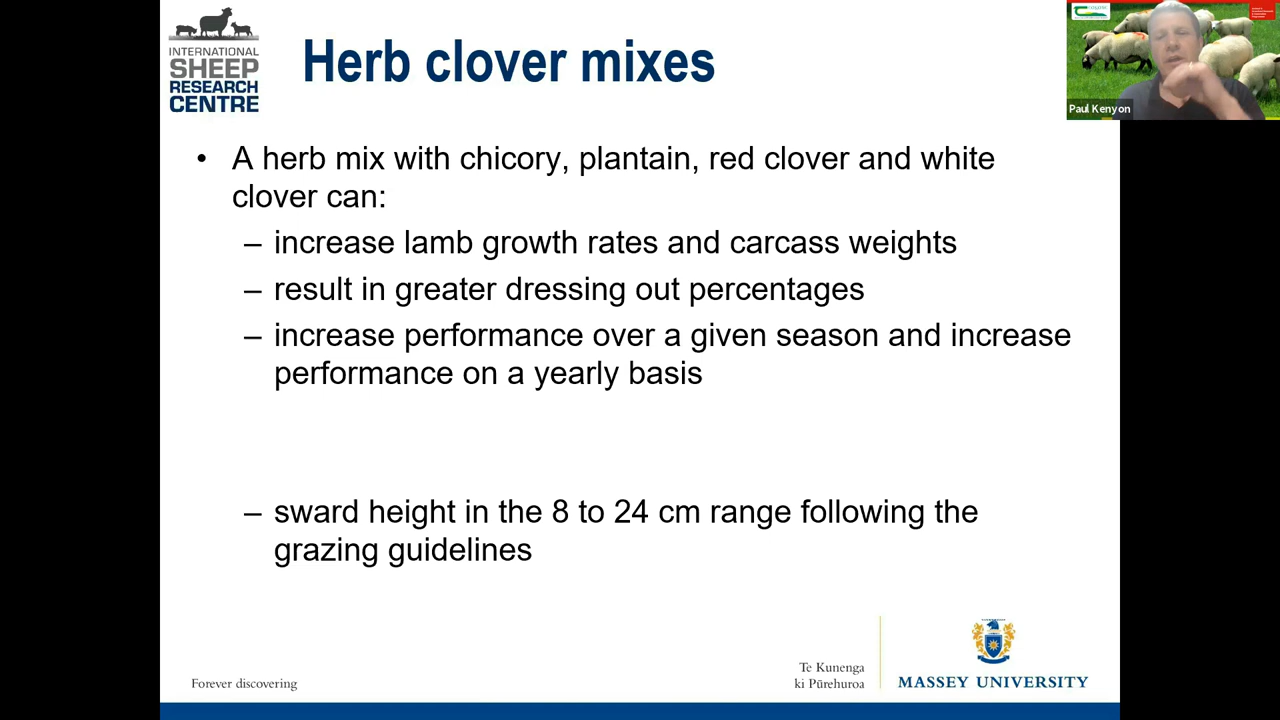 INTERNATIONAL
SHEEP
RESEARCH
CENTRE
Herb clover mixes
Paul Kenyon
• A herb mix with chicory, plantain, red clover and white
clover can:
– increase lamb growth rates and carcass weights
– result in greater dressing out percentages
– increase performance over a given season and increase
performance on a yearly basis
– sward height in the 8 to 24 cm range following the
grazing guidelines
Forever discovering
Te Kunenga
ki Pūrehuroa
MASSEY UNIVERSITY